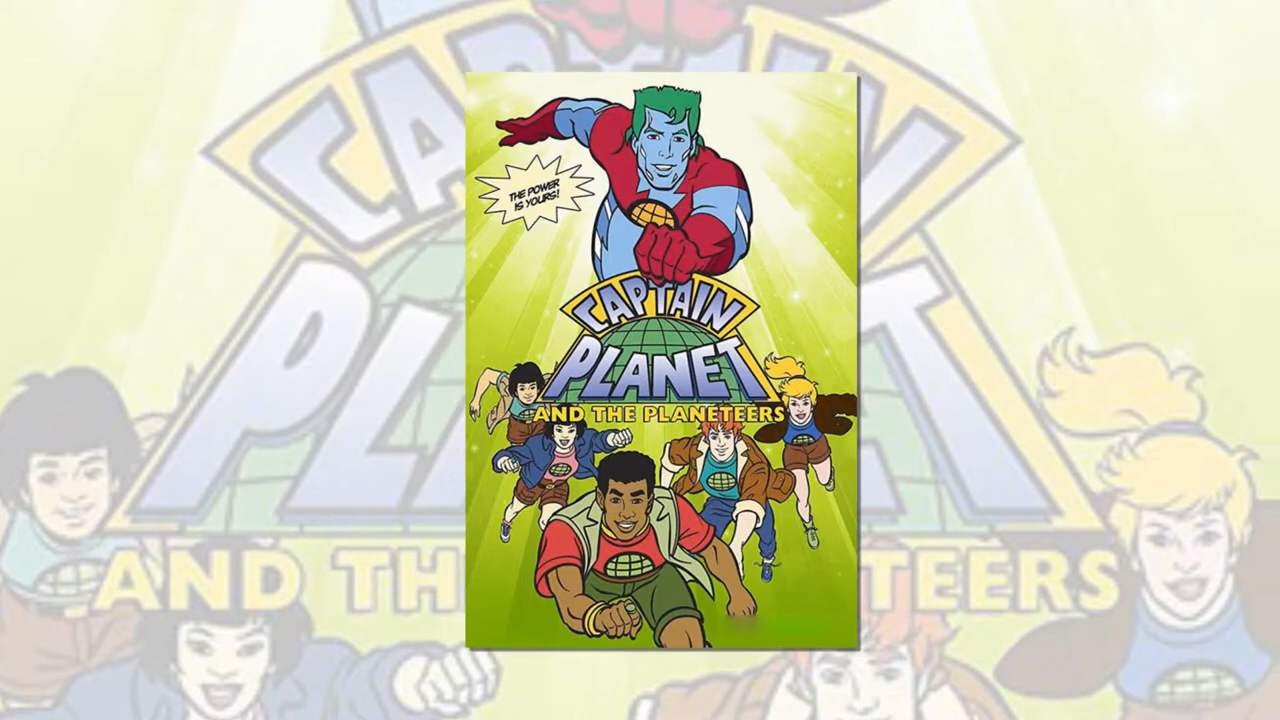 THE POWER
IS YOURS!
CAPTAIN
PLANET
AND THE PLANETEERS